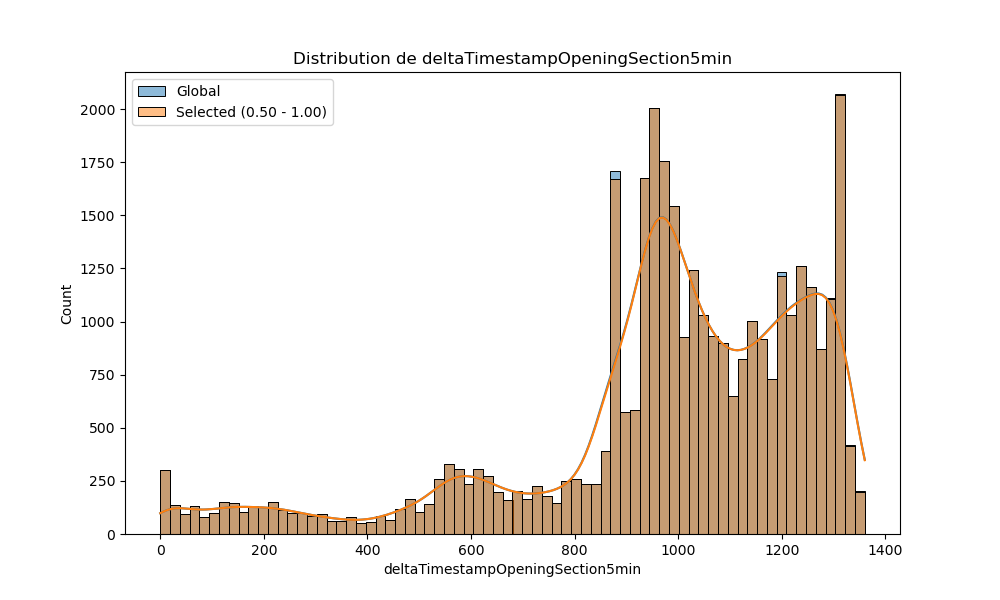 Distribution de deltaTimestampOpeningSection5min
Global
Selected (0.50 - 1.00)
Count
2000
1750
1500
1250
1000
750
500
250
0
0 200 400 600 800 1000 1200 1400
deltaTimestampOpeningSection5min